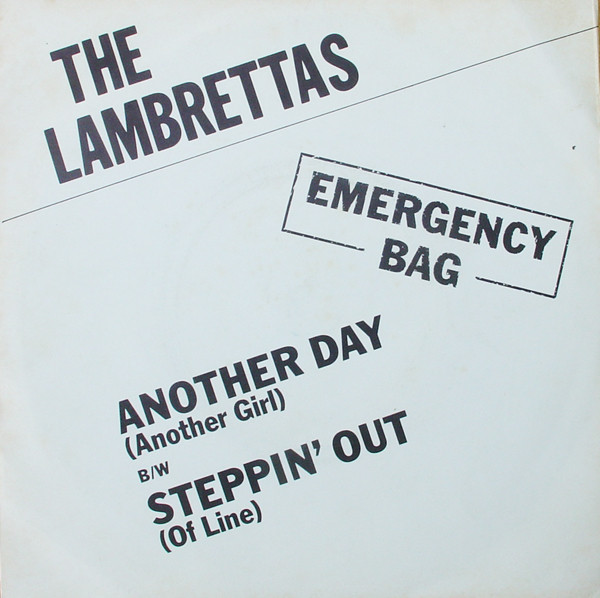 THE
LAMBRETTAS
EMERGENCY
BAG
ANOTHER DAY
(Another Girl)
B/W
STEPPIN' OUT
(Of Line)